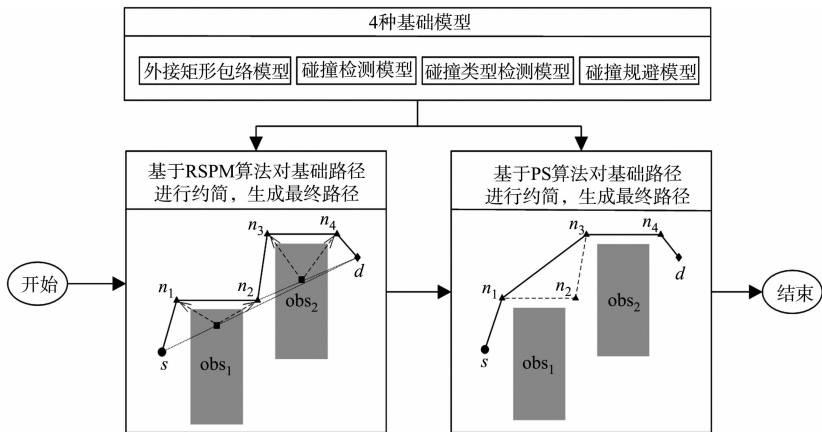 4种基础模型
外接矩形包络模型
碰撞检测模型
碰撞类型检测模型
碰撞规避模型
开始
基于RSPM算法对基础路径
进行约简，生成最终路径
n3
n4
d
n1
n2
obs2
s
obs1
基于PS算法对基础路径
进行约简，生成最终路径
n3
n4
d
n1
n2
obs2
s
obs1
结束